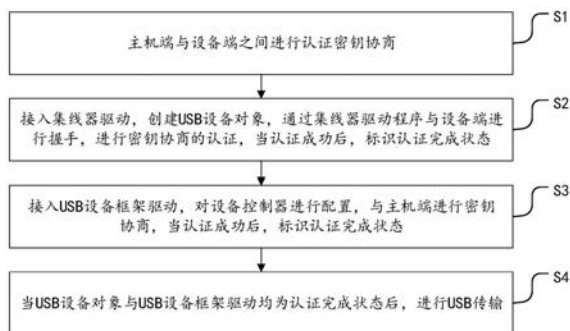 主机端与设备端之间进行认证密钥协商
S1
接入集线器驱动，创建USB设备对象，通过集线器驱动程序与设备端进
行握手，进行密钥协商的认证，当认证成功后，标识认证完成状态
S2
接入USB设备框架驱动，对设备控制器进行配置，与主机端进行密钥
协商，当认证成功后，标识认证完成状态
S3
当USB设备对象与USB设备框架驱动均为认证完成状态后，进行USB传输
S4